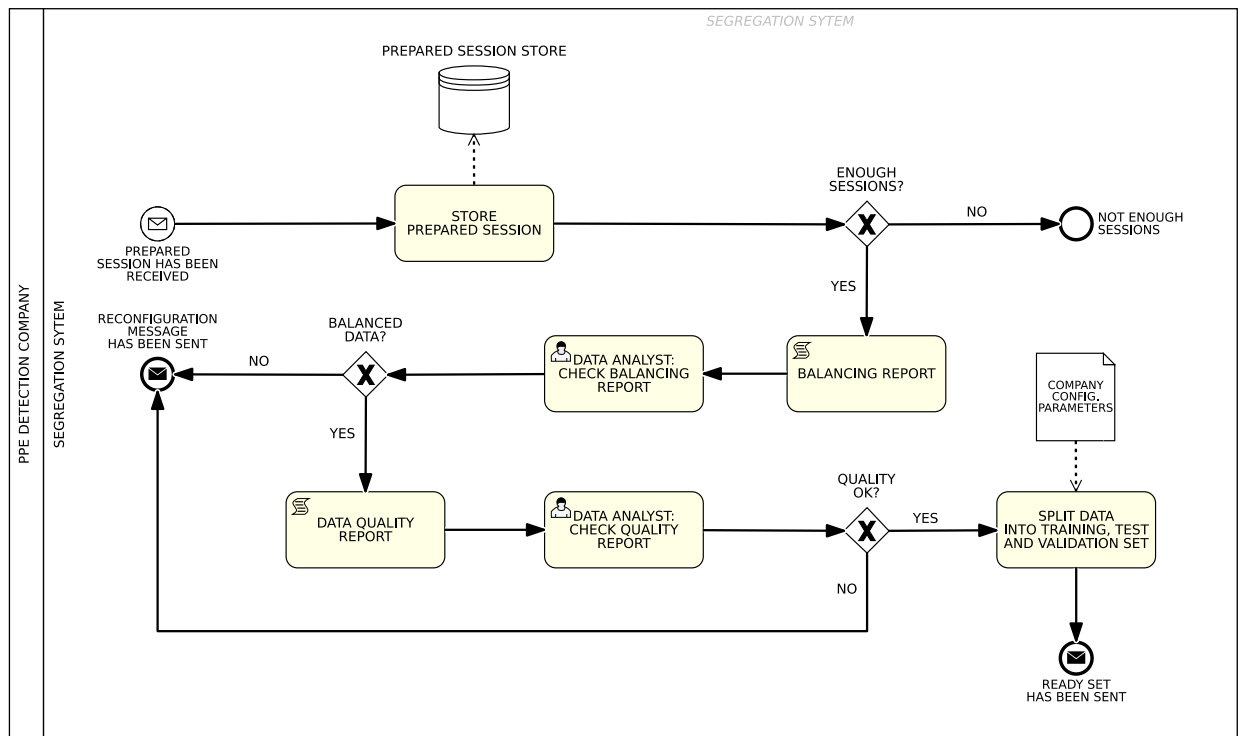 SEGREGATION SYTEM
PREPARED SESSION STORE
ENOUGH
SESSIONS?
STORE
PREPARED SESSION
NO
NOT ENOUGH
SESSIONS
PREPARED
SESSION HAS BEEN
RECEIVED
YES
PPE DETECTION COMPANY
SEGREGATION SYTEM
RECONFIGURATION
MESSAGE
HAS BEEN SENT
BALANCED
DATA?
NO
DATA ANALYST:
CHECK BALANCING
REPORT
BALANCING REPORT
COMPANY
CONFIG.
PARAMETERS
YES
QUALITY
OK?
DATA QUALITY
REPORT
DATA ANALYST:
CHECK QUALITY
REPORT
YES
SPLIT DATA
INTO TRAINING, TEST
AND VALIDATION SET
NO
READY SET
HAS BEEN SENT